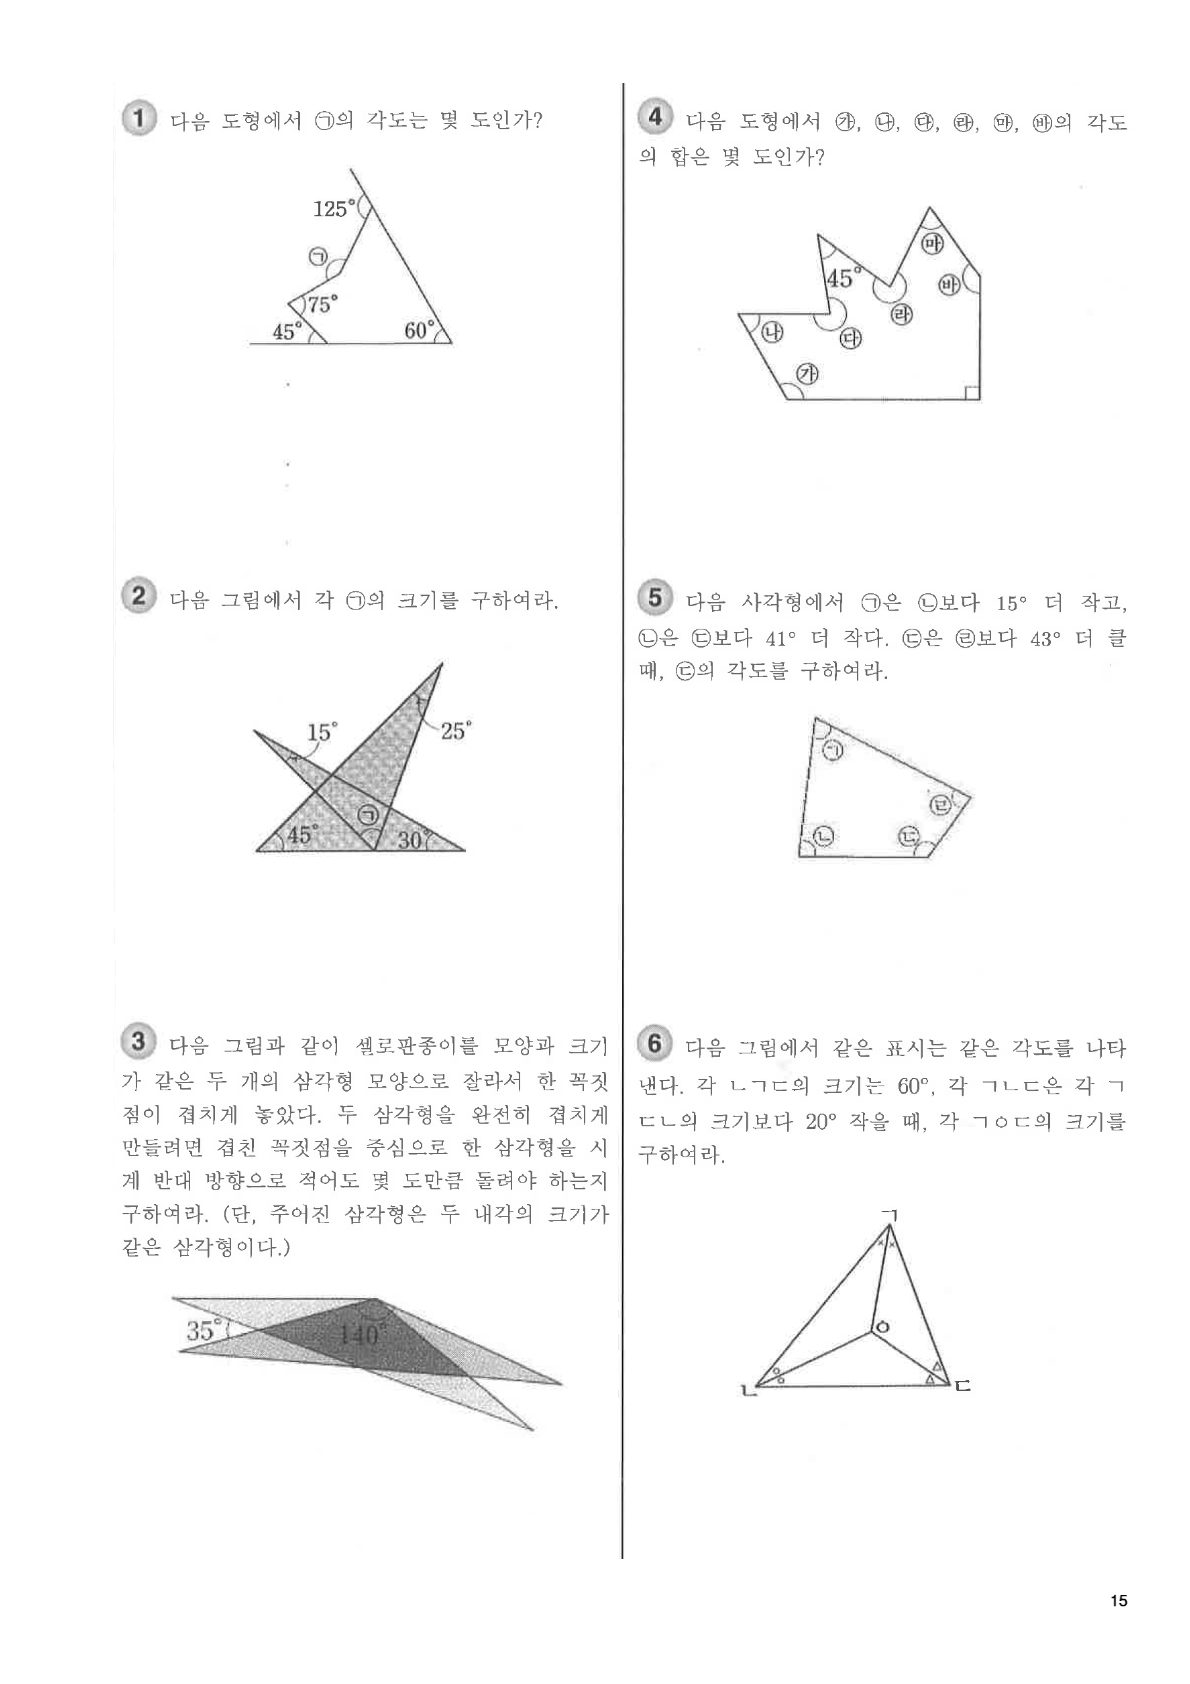 1 다음 도형에서 ㉠의 각도는 몇 도인가?
125°
㉠
75°
45°
60°
2 다음 그림에서 각 ㉠의 크기를 구하여라.
15°
25°
㉠
45°
30°
3 다음 그림과 같이 셀로판종이를 모양과 크기
가 같은 두 개의 삼각형 모양으로 잘라서 한 꼭짓
점이 겹치게 놓았다. 두 삼각형을 완전히 겹치게
만들려면 겹친 꼭짓점을 중심으로 한 삼각형을 시
계 반대 방향으로 적어도 몇 도만큼 돌려야 하는지
구하여라. (단, 주어진 삼각형은 두 내각의 크기가
같은 삼각형이다.)
35°
140°
4 다음 도형에서 ㉮, ㉯, ㉰, ㉱, ㉲, ㉳의 각도
의 합은 몇 도인가?
㉲
45°
㉳
㉱
㉯
㉰
㉮
5 다음 사각형에서 ㉠은 ㉡보다 15° 더 작고,
㉡은 ㉢보다 41° 더 작다. ㉢은 ㉣보다 43° 더 클
때, ㉢의 각도를 구하여라.
㉠
㉣
㉡
㉢
6 다음 그림에서 같은 표시는 같은 각도를 나타
낸다. 각 ㄴㄱㄷ의 크기는 60°, 각 ㄱㄴㄷ은 각 ㄱ
ㄷㄴ의 크기보다 20° 작을 때, 각 ㄱㅇㄷ의 크기를
구하여라.
ㄱ
ㅇ
ㄴ
ㄷ
15